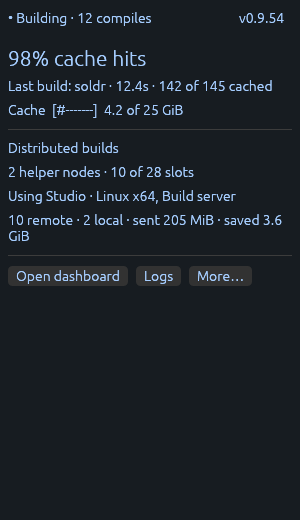 • Building · 12 compiles v0.9.54
98% cache hits
Last build: soldr · 12.4s · 142 of 145 cached
Cache [#-------] 4.2 of 25 GiB
Distributed builds
2 helper nodes · 10 of 28 slots
Using Studio · Linux x64, Build server
10 remote · 2 local · sent 205 MiB · saved 3.6
GiB
Open dashboard Logs More…